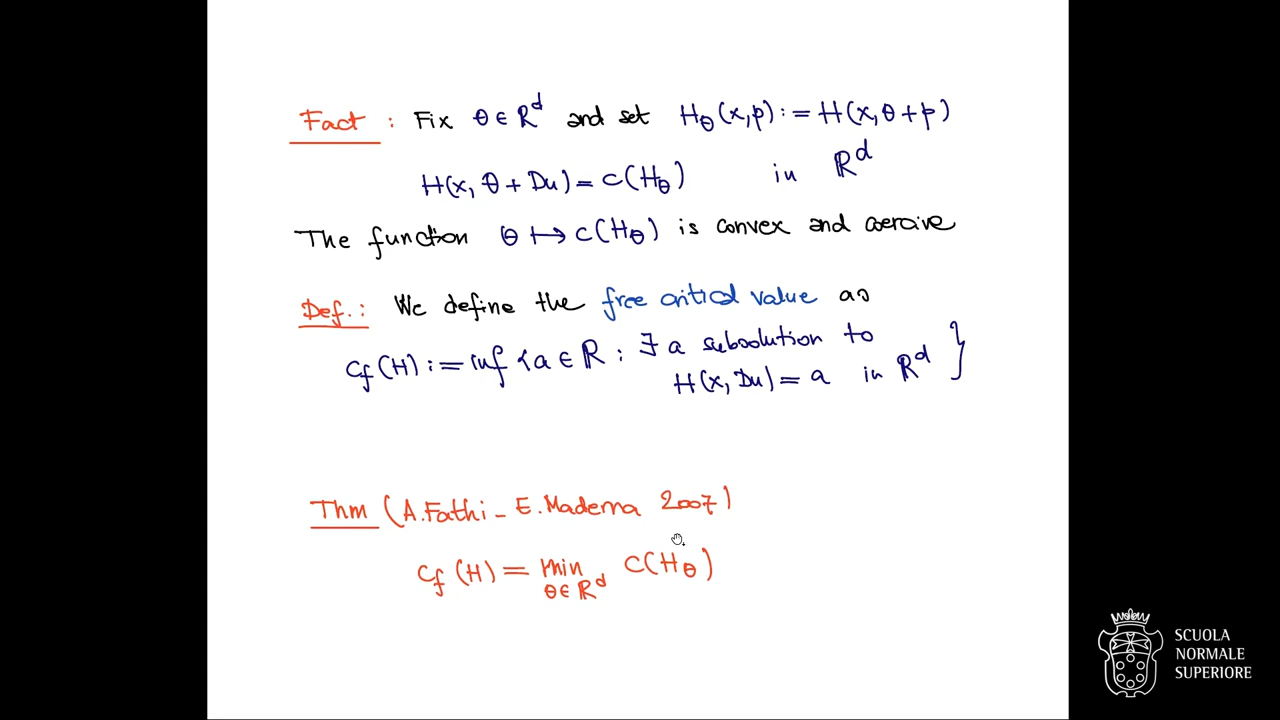 Fact : Fix θ ∈ ℝ^d and set H_θ(x,p) := H(x, θ+p)
H(x, θ + Du) = c(H_θ) in ℝ^d
The function θ ↦ c(H_θ) is convex and coercive
Def.: We define the free critical value as
c_f(H) := inf { a ∈ ℝ : ∃ a subsolution to
H(x, Du) = a in ℝ^d }
Thm (A. Fathi - E. Maderna 2007)
c_f(H) = min c(H_θ)
θ ∈ ℝ^d
SCUOLA
NORMALE
SUPERIORE